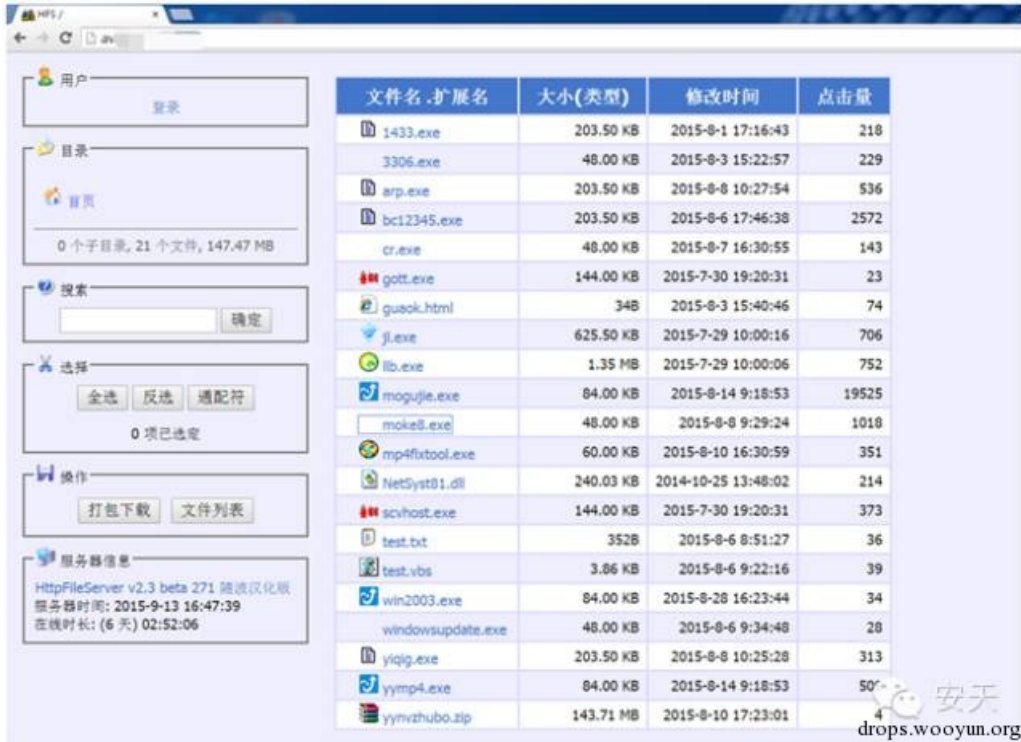 HFS /
用户
登录
目录
首页
0 个子目录, 21 个文件, 147.47 MB
搜索
确定
选择
全选 反选 通配符
0 项已选定
操作
打包下载 文件列表
服务器信息
HttpFileServer v2.3 beta 271 随波汉化版
服务器时间: 2015-9-13 16:47:39
在线时长: (6 天) 02:52:06
文件名 .扩展名 大小(类型) 修改时间 点击量
1433.exe 203.50 KB 2015-8-1 17:16:43 218
3306.exe 48.00 KB 2015-8-3 15:22:57 229
arp.exe 203.50 KB 2015-8-8 10:27:54 536
bc12345.exe 203.50 KB 2015-8-6 17:46:38 2572
cr.exe 48.00 KB 2015-8-7 16:30:55 143
gott.exe 144.00 KB 2015-7-30 19:20:31 23
guaok.html 34B 2015-8-3 15:40:46 74
jl.exe 625.50 KB 2015-7-29 10:00:16 706
llb.exe 1.35 MB 2015-7-29 10:00:06 752
mogujie.exe 84.00 KB 2015-8-14 9:18:53 19525
moke8.exe 48.00 KB 2015-8-8 9:29:24 1018
mp4fixtool.exe 60.00 KB 2015-8-10 16:30:59 351
NetSyst81.dll 240.03 KB 2014-10-25 13:48:02 214
scvhost.exe 144.00 KB 2015-7-30 19:20:31 373
test.txt 352B 2015-8-6 8:51:27 36
test.vbs 3.86 KB 2015-8-6 9:22:16 39
win2003.exe 84.00 KB 2015-8-28 16:23:44 34
windowsupdate.exe 48.00 KB 2015-8-6 9:34:48 28
yiqig.exe 203.50 KB 2015-8-8 10:25:28 313
yymp4.exe 84.00 KB 2015-8-14 9:18:53
yynvzhubo.zip 143.71 MB 2015-8-10 17:23:01 4
安天
drops.wooyun.org